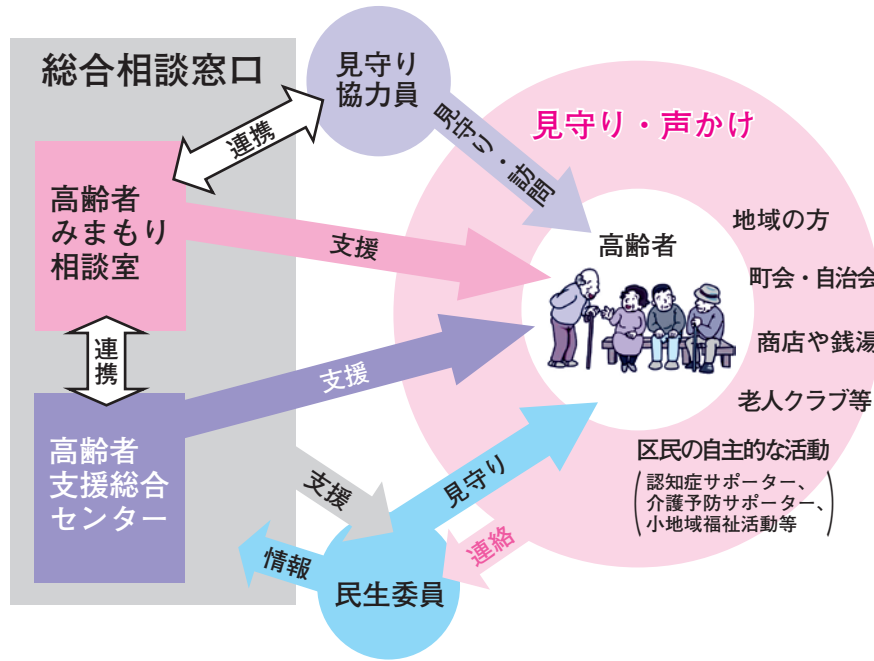 総合相談窓口
見守り
協力員
連携
見守り・訪問
見守り・声かけ
高齢者
みまもり
相談室
支援
高齢者
地域の方
町会・自治会
商店や銭湯
老人クラブ等
区民の自主的な活動
（認知症サポーター、
介護予防サポーター、
小地域福祉活動等）
連携
支援
高齢者
支援総合
センター
支援
見守り
連絡
情報
民生委員